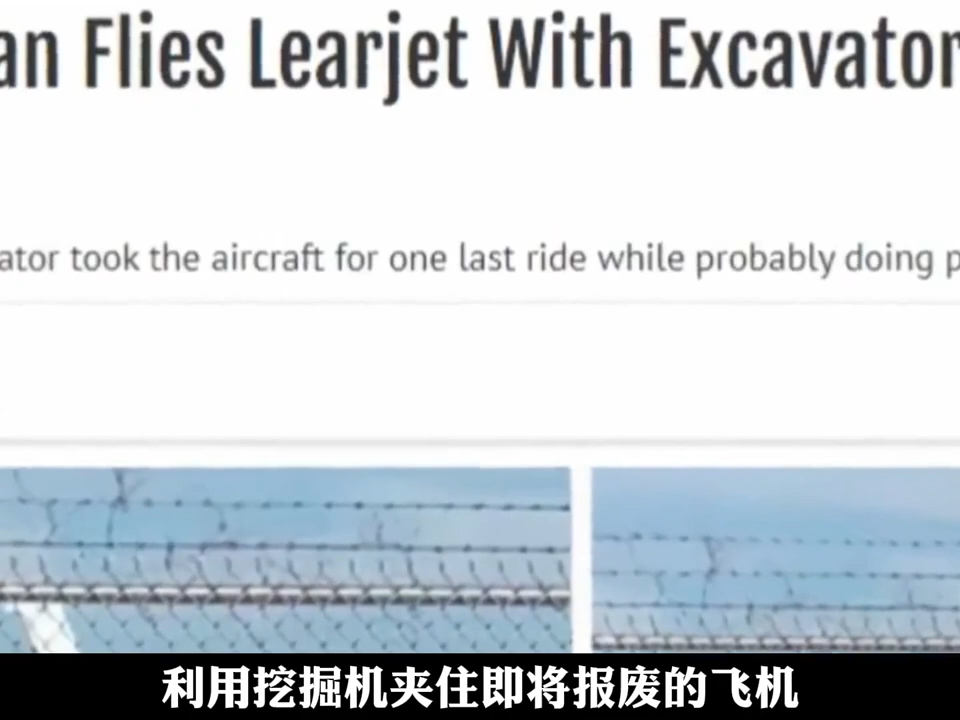 an Flies Learjet With Excavator
ator took the aircraft for one last ride while probably doing p
利用挖掘机夹住即将报废的飞机